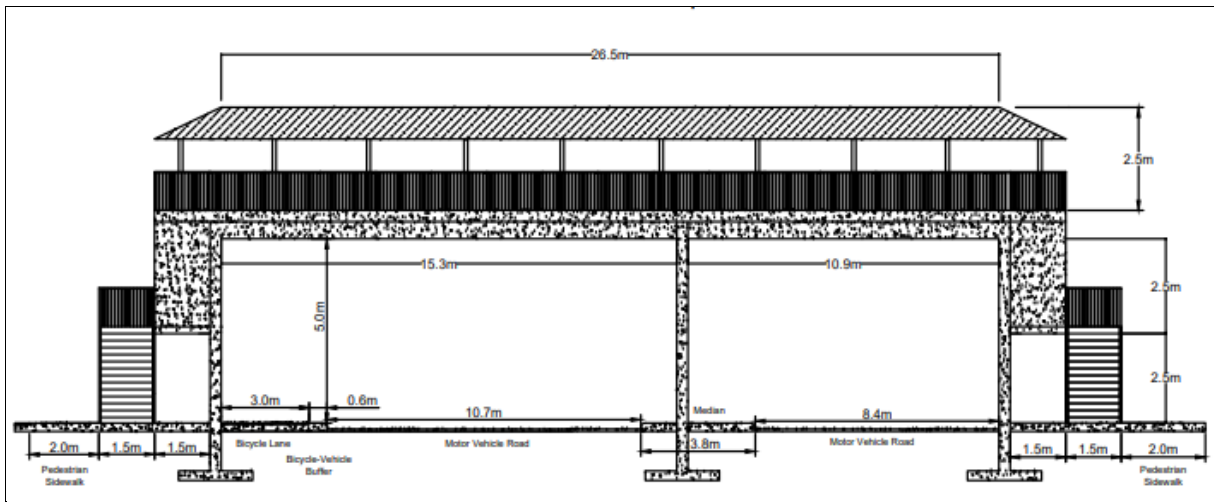 26.5m
2.5m
15.3m
10.9m
2.5m
5.0m
2.5m
3.0m
0.6m
10.7m
Median
8.4m
2.0m
1.5m
1.5m
Bicycle Lane
Motor Vehicle Road
3.8m
Motor Vehicle Road
1.5m
1.5m
2.0m
Pedestrian
Sidewalk
Bicycle-Vehicle
Buffer
Pedestrian
Sidewalk